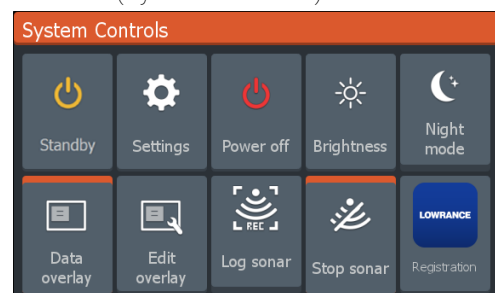 System Controls
Standby
Settings
Power off
Brightness
Night
mode
Data
overlay
Edit
overlay
REC
Log sonar
Stop sonar
LOWRANCE
Registration